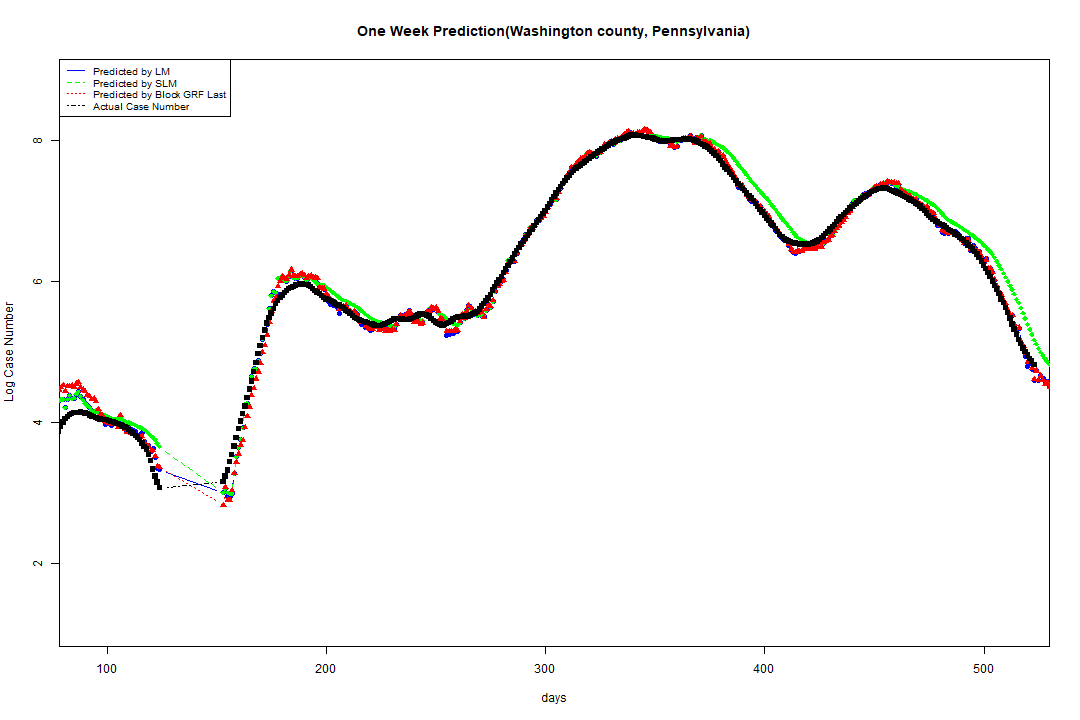 One Week Prediction(Washington county, Pennsylvania)
Predicted by LM
Predicted by SLM
Predicted by Block GRF Last
Actual Case Number
8
6
4
2
Log Case Number
100 200 300 400 500
days